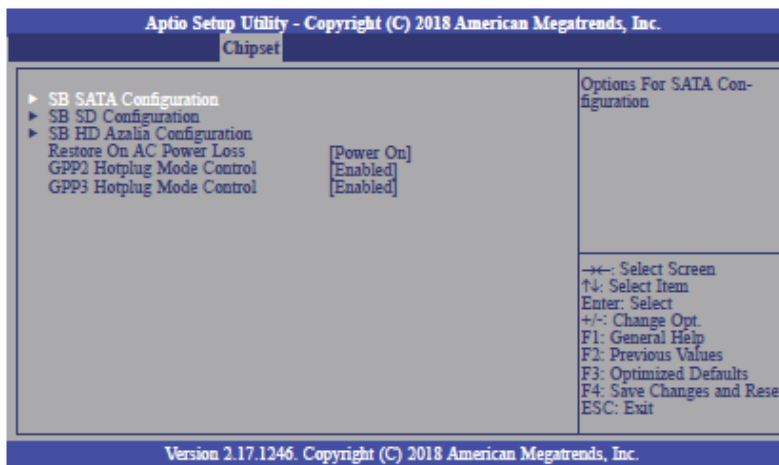 Aptio Setup Utility - Copyright (C) 2018 American Megatrends, Inc.
Chipset
► SB SATA Configuration
► SB SD Configuration
► SB HD Azalia Configuration
Restore On AC Power Loss [Power On]
GPP2 Hotplug Mode Control [Enabled]
GPP3 Hotplug Mode Control [Enabled]
Options For SATA Con-
figuration
→←: Select Screen
↑↓: Select Item
Enter: Select
+/-: Change Opt.
F1: General Help
F2: Previous Values
F3: Optimized Defaults
F4: Save Changes and Rese
ESC: Exit
Version 2.17.1246. Copyright (C) 2018 American Megatrends, Inc.